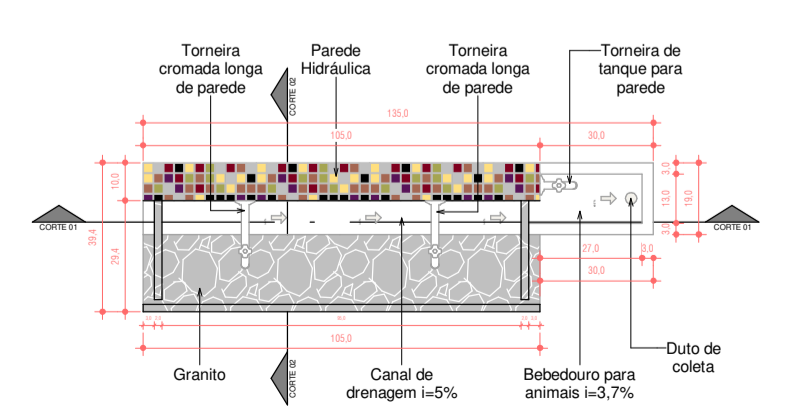 Torneira
cromada longa
de parede
Parede
Hidráulica
Torneira
cromada longa
de parede
Torneira de
tanque para
parede
CORTE 02
135,0
105,0
30,0
10,0
29,4
39,4
3,0
13,0
3,0
19,0
CORTE 01
CORTE 01
27,0
3,0
30,0
105,0
Granito
CORTE 02
Canal de
drenagem i=5%
Bebedouro para
animais i=3,7%
Duto de
coleta